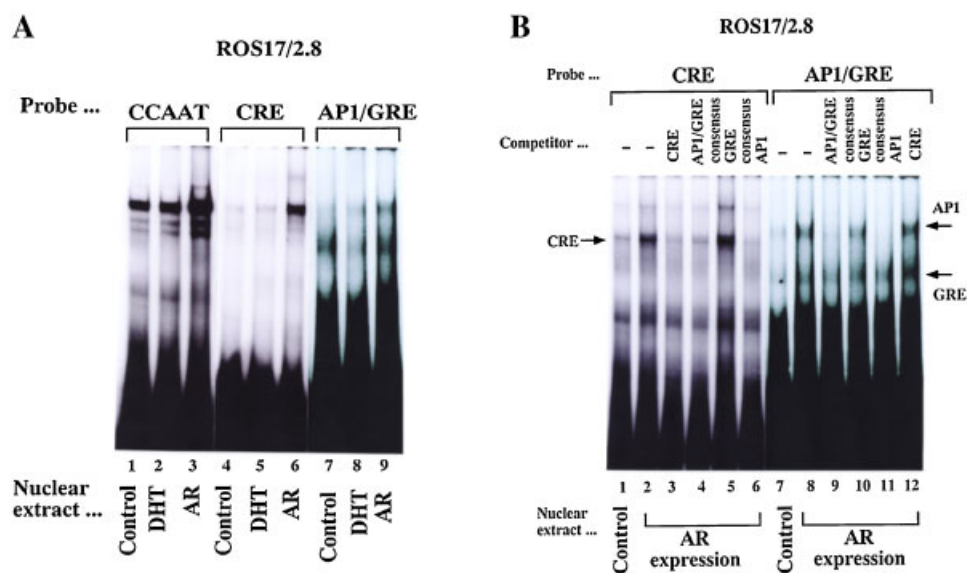 A
ROS17/2.8
Probe ...
CCAAT CRE AP1/GRE
1 2 3 4 5 6 7 8 9
Nuclear
extract ...
Control
DHT
AR
Control
DHT
AR
Control
DHT
AR
B
ROS17/2.8
Probe ...
CRE AP1/GRE
Competitor ...
–
–
CRE
AP1/GRE
consensus
GRE
consensus
AP1
–
–
AP1/GRE
consensus
GRE
consensus
AP1
CRE
AP1
CRE
GRE
1 2 3 4 5 6 7 8 9 10 11 12
Nuclear
extract ...
Control
AR
expression
Control
AR
expression